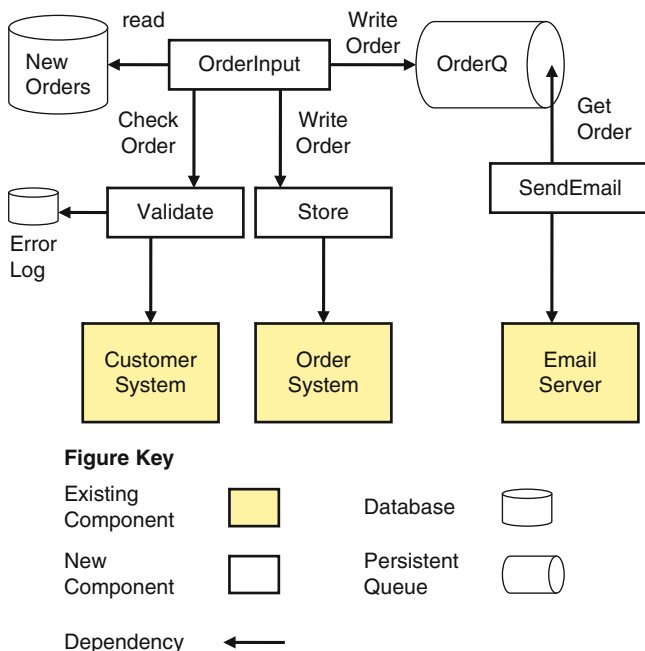 read
Write
Order
New
Orders
OrderInput
OrderQ
Check
Order
Write
Order
Get
Order
Validate
Store
SendEmail
Error
Log
Customer
System
Order
System
Email
Server
Figure Key
Existing
Component
Database
New
Component
Persistent
Queue
Dependency